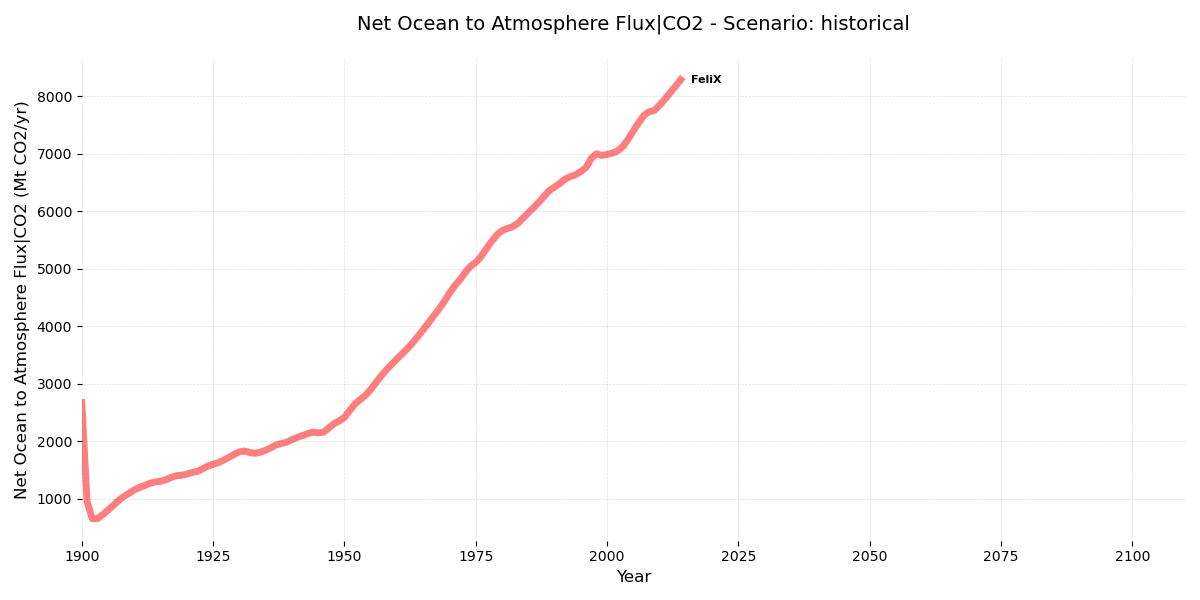 Net Ocean to Atmosphere Flux|CO2 - Scenario: historical
FeliX
Net Ocean to Atmosphere Flux|CO2 (Mt CO2/yr)
8000
7000
6000
5000
4000
3000
2000
1000
1900 1925 1950 1975 2000 2025 2050 2075 2100
Year